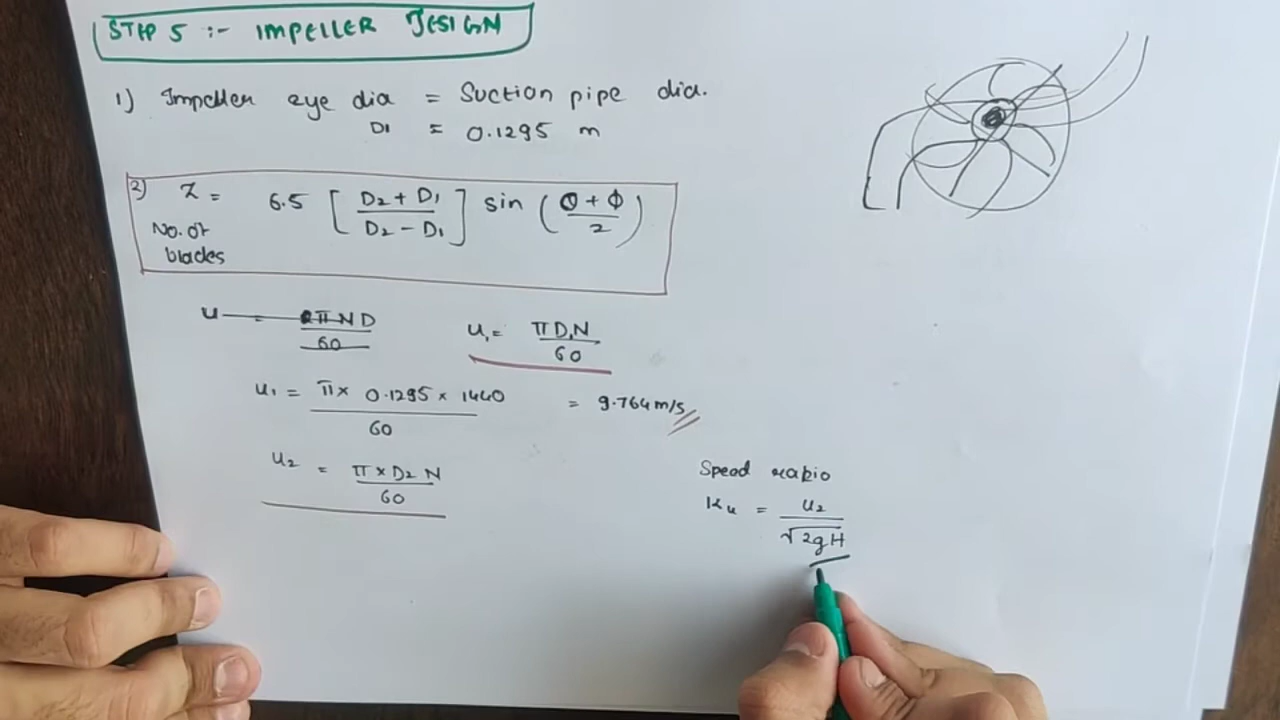 STEP 5 :- IMPELLER DESIGN
1) Impeller eye dia = Suction pipe dia.
D1 = 0.1295 m
2) Z = 6.5 [ D2 + D1 / D2 - D1 ] sin ( θ + φ / 2 )
No. of
blades
u = πND / 60
u1 = πD1N / 60
u1 = π × 0.1295 × 1440 / 60 = 9.764 m/s
u2 = π × D2 N / 60
Speed ratio
Ku = u2 / √2gH